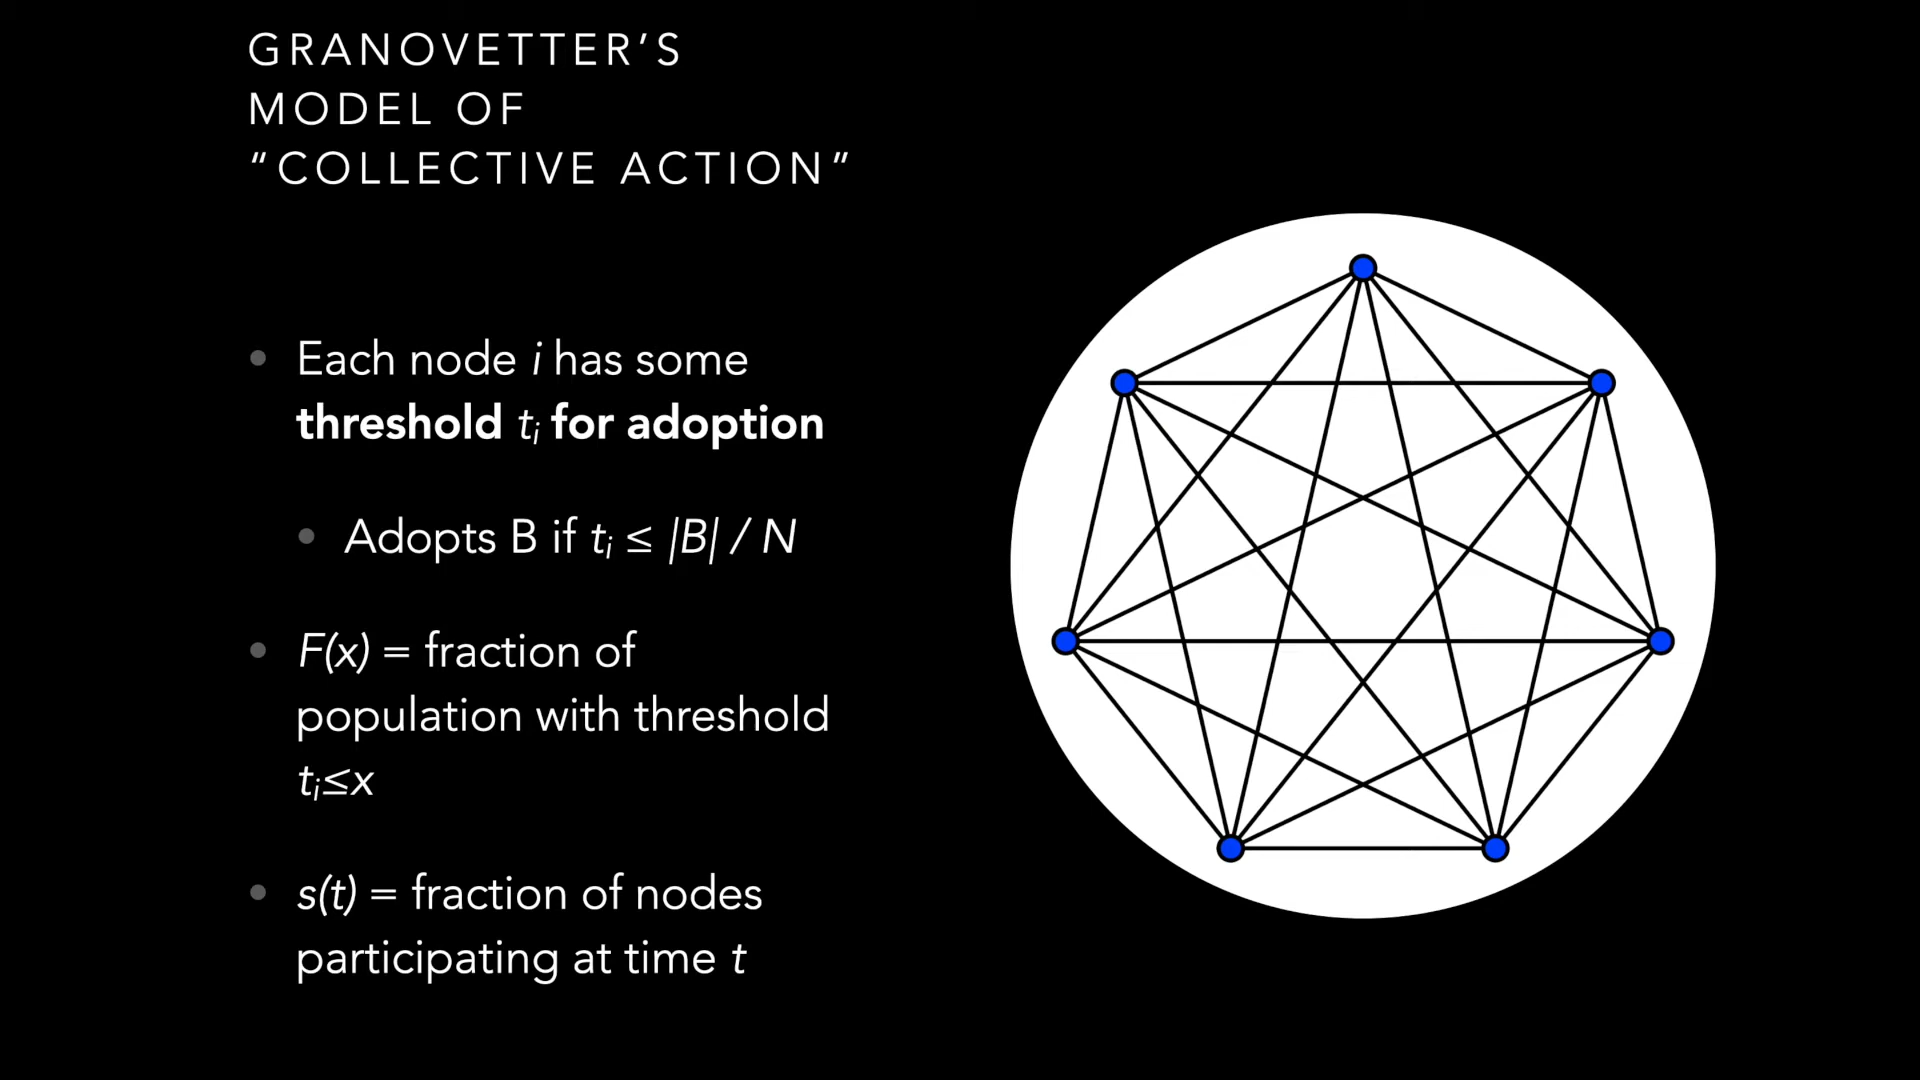 GRANOVETTER’S
MODEL OF
“COLLECTIVE ACTION”
• Each node i has some
threshold tᵢ for adoption
• Adopts B if tᵢ ≤ |B| / N
• F(x) = fraction of
population with threshold
tᵢ≤x
• s(t) = fraction of nodes
participating at time t